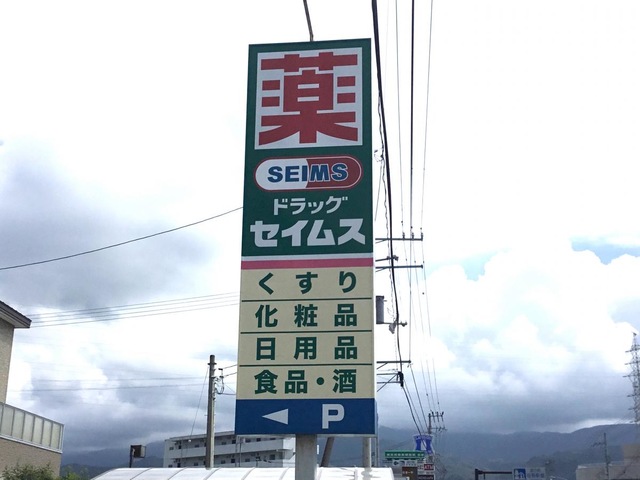 薬
SEIMS
ドラッグ
セイムス
くすり
化粧品
日用品
食品・酒
P